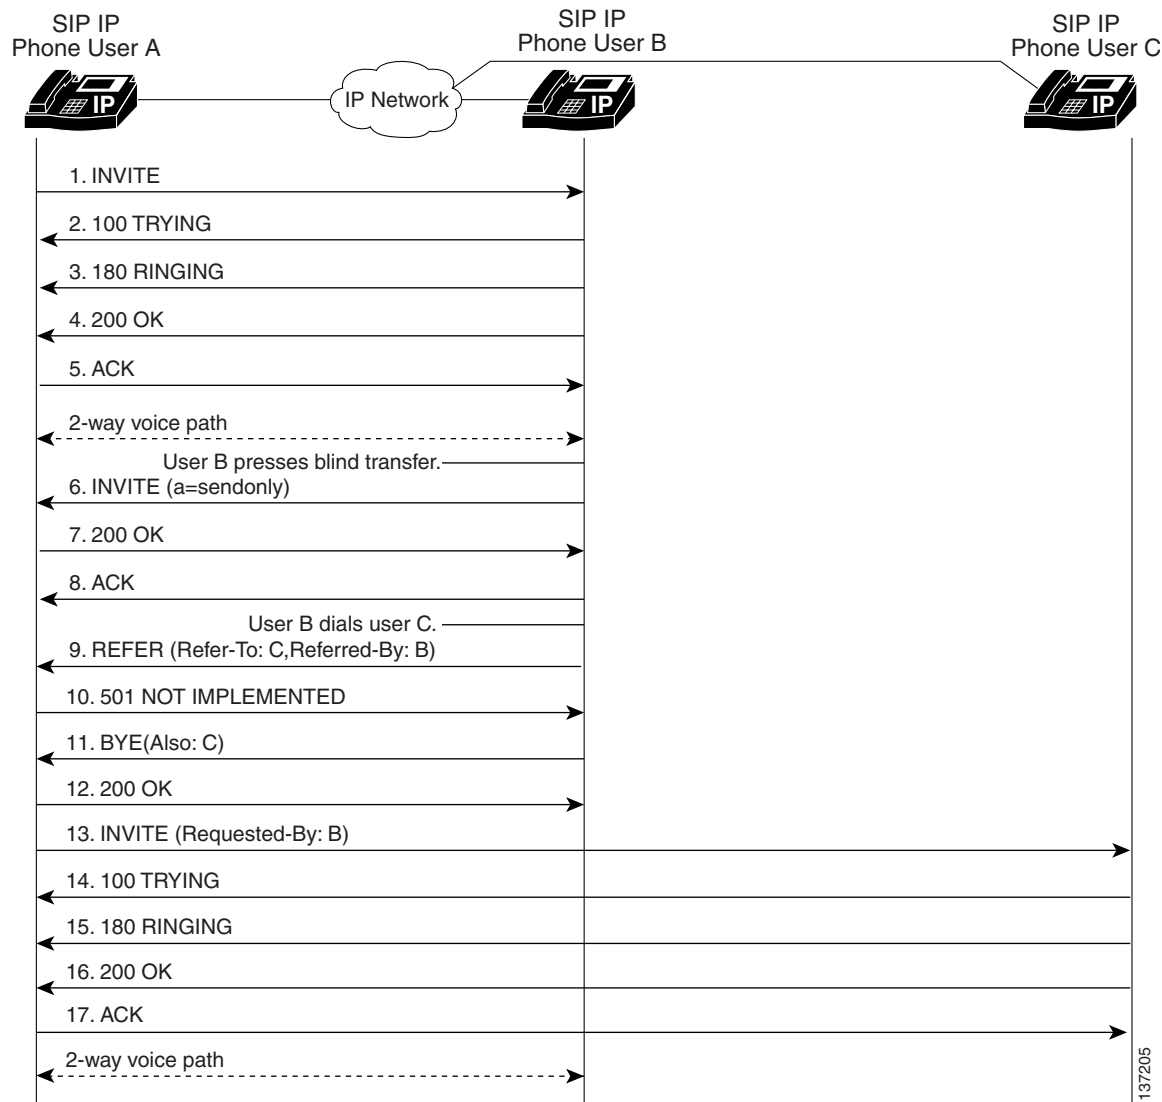 SIP IP
Phone User A
SIP IP
Phone User B
SIP IP
Phone User C
IP
IP Network
IP
IP
1. INVITE
2. 100 TRYING
3. 180 RINGING
4. 200 OK
5. ACK
2-way voice path
User B presses blind transfer.
6. INVITE (a=sendonly)
7. 200 OK
8. ACK
User B dials user C.
9. REFER (Refer-To: C,Referred-By: B)
10. 501 NOT IMPLEMENTED
11. BYE(Also: C)
12. 200 OK
13. INVITE (Requested-By: B)
14. 100 TRYING
15. 180 RINGING
16. 200 OK
17. ACK
2-way voice path
137205